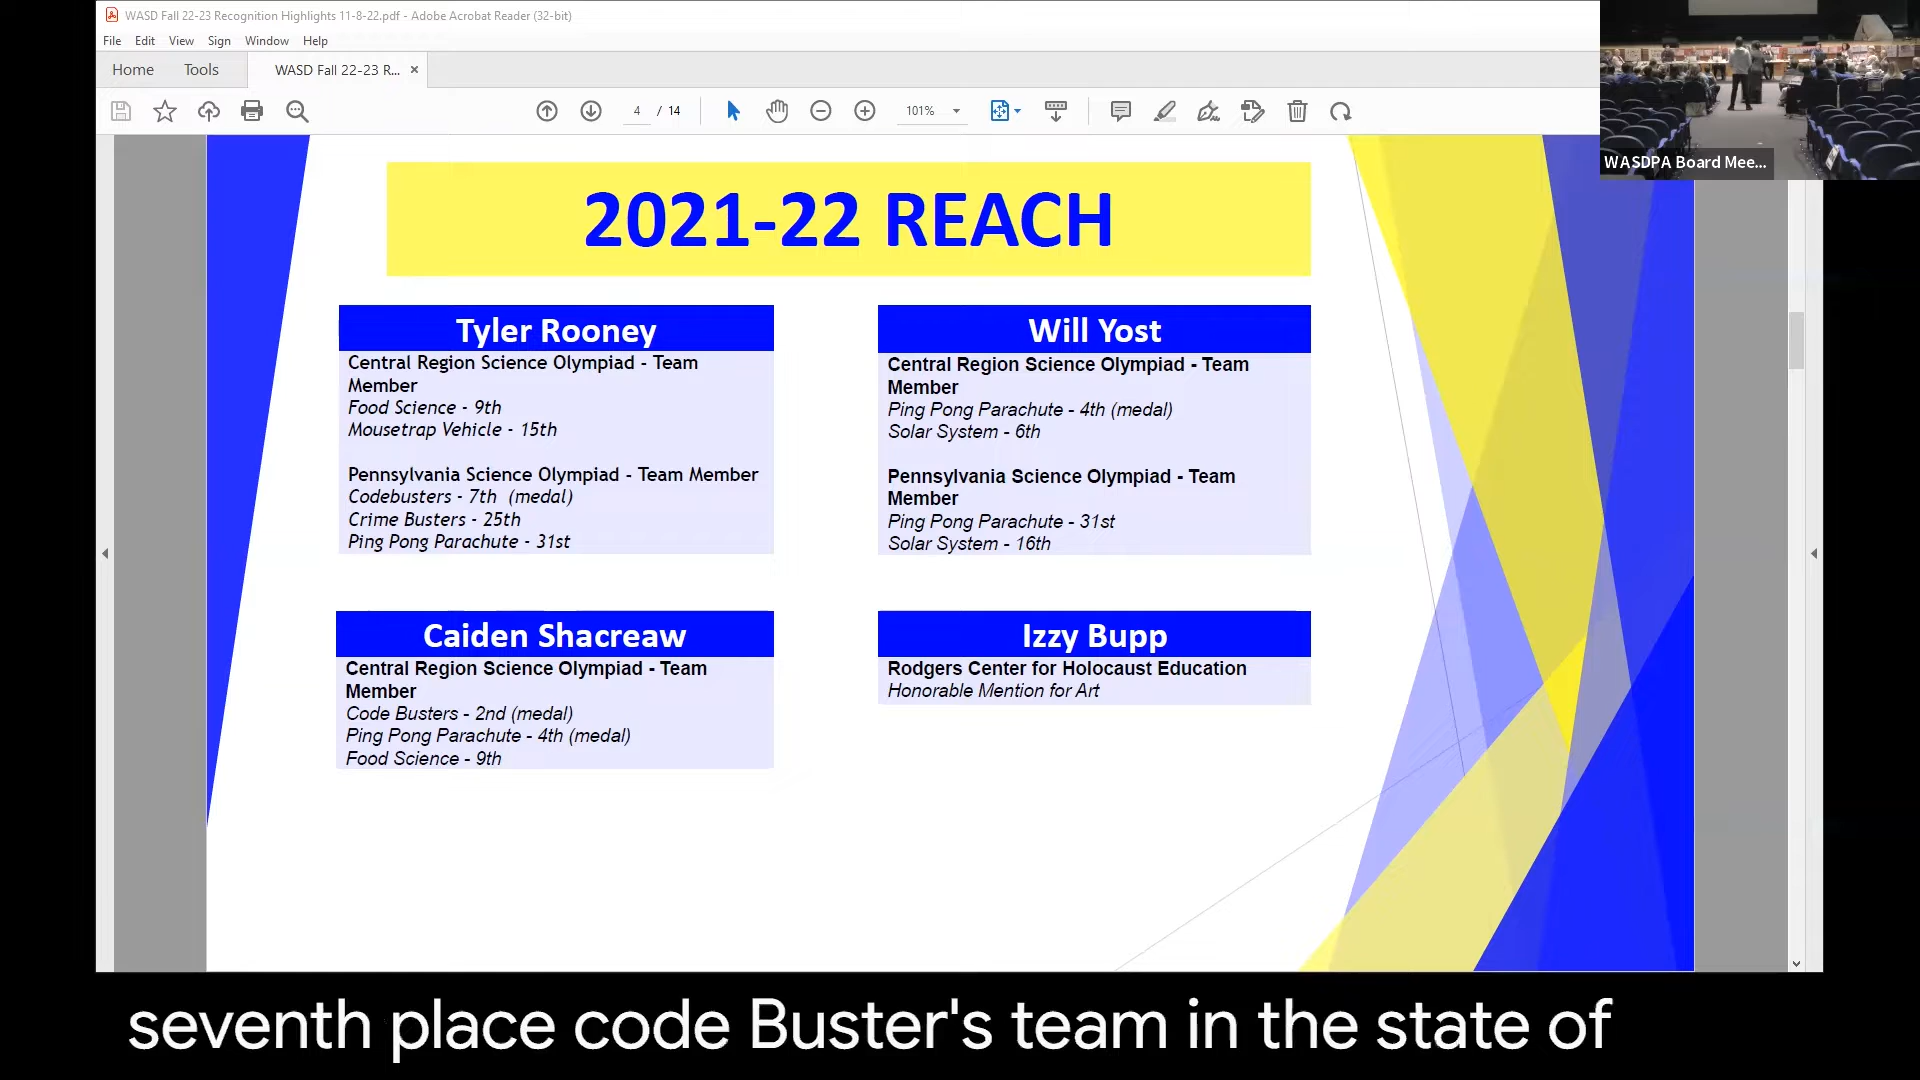 WASD Fall 22-23 Recognition Highlights 11-8-22.pdf - Adobe Acrobat Reader (32-bit)
File Edit View Sign Window Help
Home Tools WASD Fall 22-23 R... ×
4 / 14 101%
WASDPA Board Mee...
2021-22 REACH
Tyler Rooney
Central Region Science Olympiad - Team
Member
Food Science - 9th
Mousetrap Vehicle - 15th
Pennsylvania Science Olympiad - Team Member
Codebusters - 7th (medal)
Crime Busters - 25th
Ping Pong Parachute - 31st
Will Yost
Central Region Science Olympiad - Team
Member
Ping Pong Parachute - 4th (medal)
Solar System - 6th
Pennsylvania Science Olympiad - Team
Member
Ping Pong Parachute - 31st
Solar System - 16th
Caiden Shacreaw
Central Region Science Olympiad - Team
Member
Code Busters - 2nd (medal)
Ping Pong Parachute - 4th (medal)
Food Science - 9th
Izzy Bupp
Rodgers Center for Holocaust Education
Honorable Mention for Art
seventh place code Buster's team in the state of